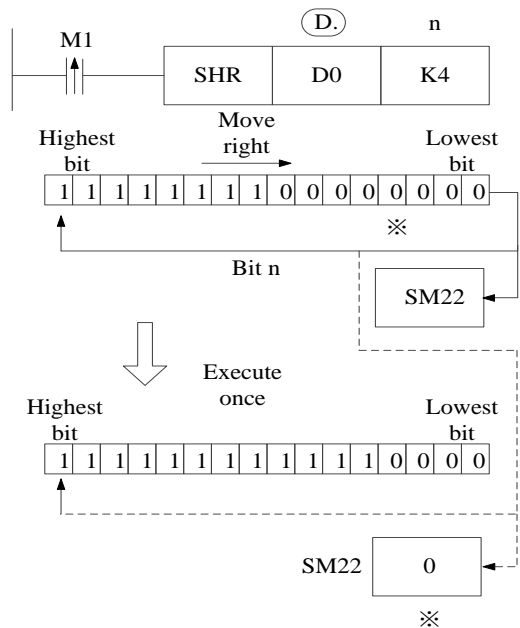 D. n
M1
SHR D0 K4
Move
right
Highest
bit
Lowest
bit
1 1 1 1 1 1 1 1 0 0 0 0 0 0 0 0
※
Bit n
SM22
Execute
once
Highest
bit
Lowest
bit
1 1 1 1 1 1 1 1 1 1 1 1 0 0 0 0
SM22 0
※